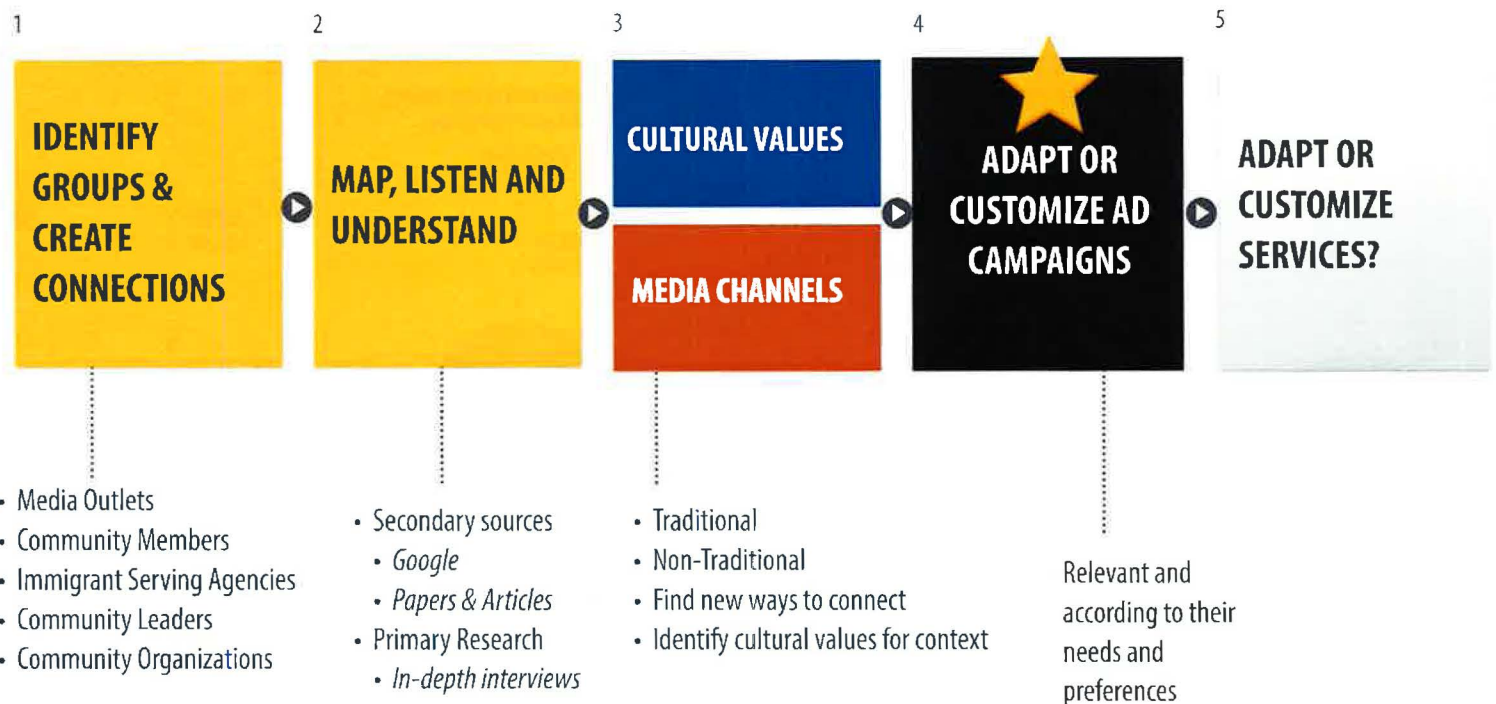 1
IDENTIFY
GROUPS &
CREATE
CONNECTIONS
• Media Outlets
• Community Members
• Immigrant Serving Agencies
• Community Leaders
• Community Organizations
2
MAP, LISTEN AND
UNDERSTAND
• Secondary sources
• Google
• Papers & Articles
• Primary Research
• In-depth interviews
3
CULTURAL VALUES
MEDIA CHANNELS
• Traditional
• Non-Traditional
• Find new ways to connect
• Identify cultural values for context
4
ADAPT OR
CUSTOMIZE AD
CAMPAIGNS
Relevant and
according to their
needs and
preferences
5
ADAPT OR
CUSTOMIZE
SERVICES?